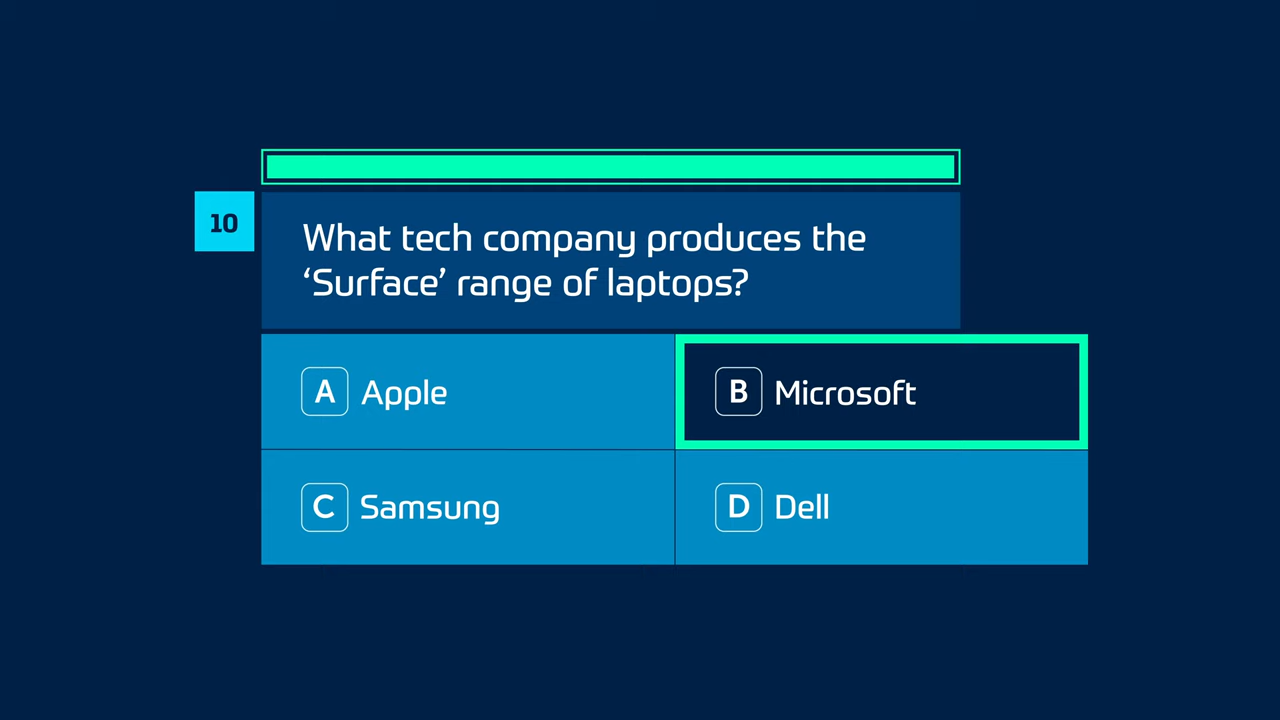 10
What tech company produces the
‘Surface’ range of laptops?
A Apple
B Microsoft
C Samsung
D Dell